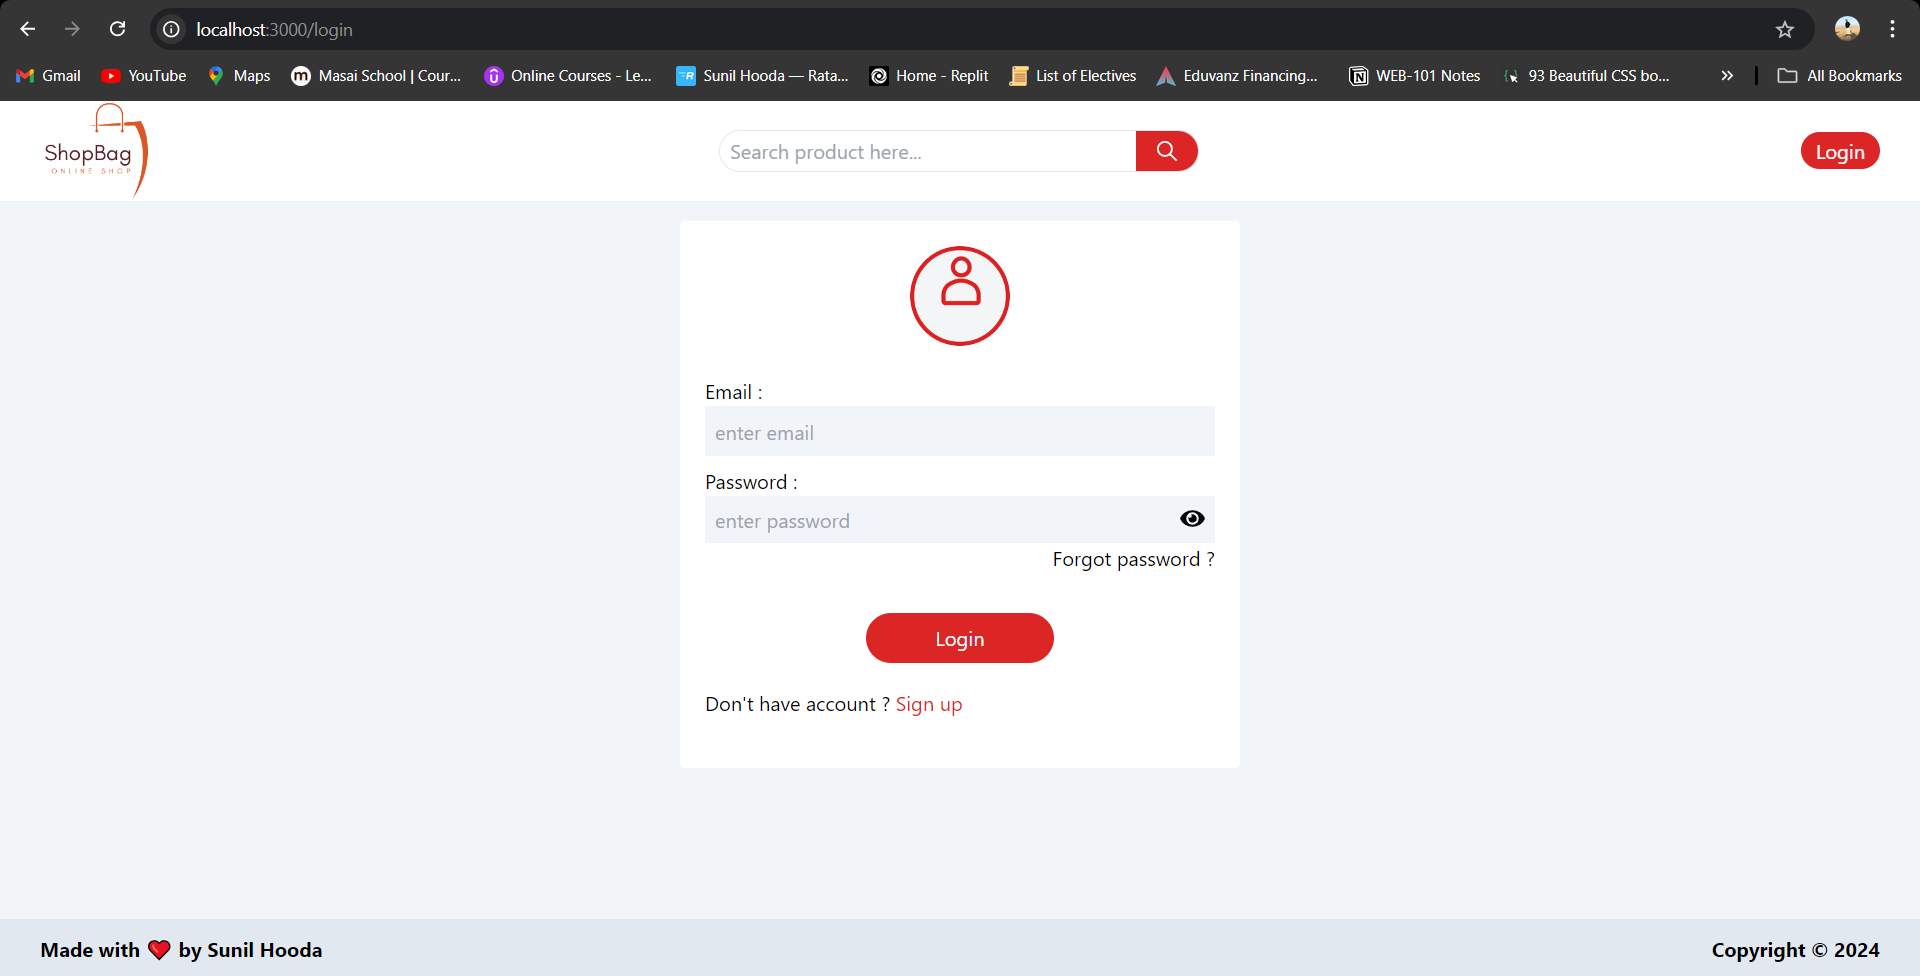 localhost:3000/login
Gmail YouTube Maps Masai School | Cour... Online Courses - Le... Sunil Hooda — Rata... Home - Replit List of Electives Eduvanz Financing... WEB-101 Notes 93 Beautiful CSS bo... » All Bookmarks
ShopBag
ONLINE SHOP
Search product here...
Login
Email :
enter email
Password :
enter password
Forgot password ?
Login
Don't have account ? Sign up
Made with ❤️ by Sunil Hooda
Copyright © 2024